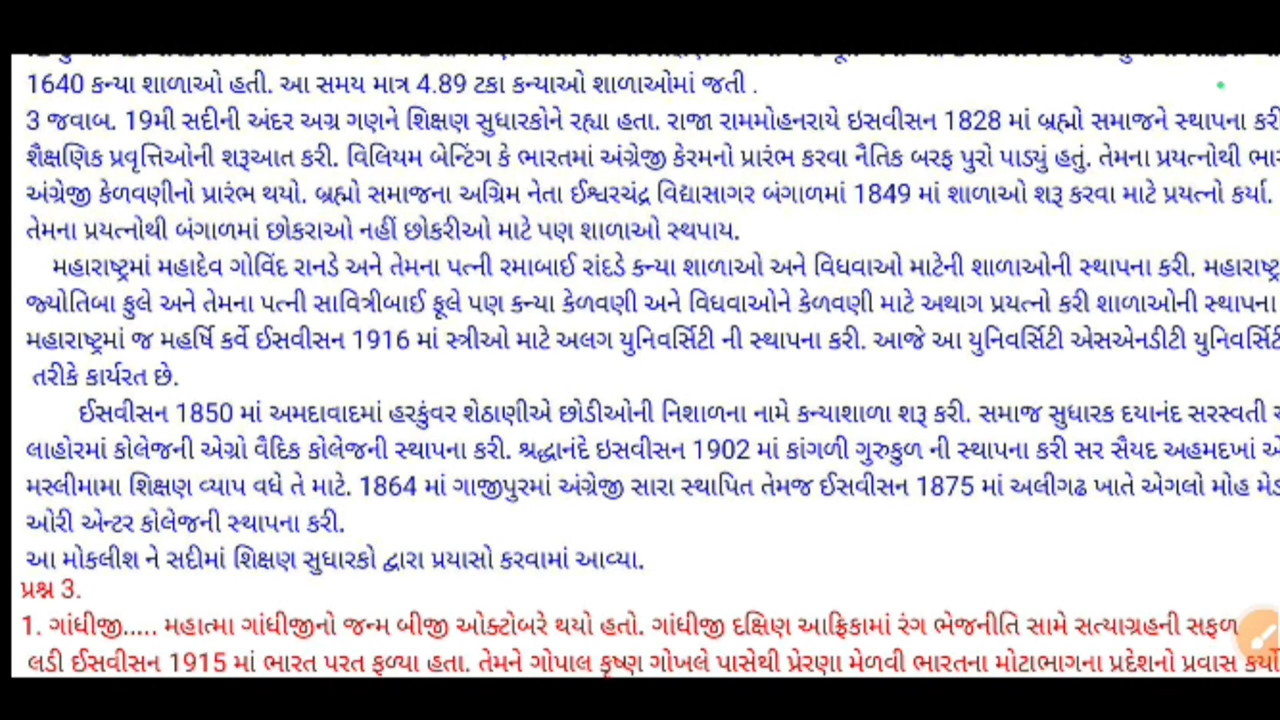 1640 કન્યા શાળાઓ હતી. આ સમય માત્ર 4.89 ટકા કન્યાઓ શાળાઓમાં જતી .
3 જવાબ. 19મી સદીની અંદર અગ્ર ગણને શિક્ષણ સુધારકોને રહ્યા હતા. રાજા રામમોહનરાયે ઇસવીસન 1828 માં બ્રહ્મો સમાજને સ્થાપના કરી
શૈક્ષણિક પ્રવૃત્તિઓની શરૂઆત કરી. વિલિયમ બેન્ટિંગ કે ભારતમાં અંગ્રેજી કેરમનો પ્રારંભ કરવા નૈતિક બરફ પુરો પાડ્યું હતું. તેમના પ્રયત્નોથી
અંગ્રેજી કેળવણીનો પ્રારંભ થયો. બ્રહ્મો સમાજના અગ્રિમ નેતા ઈશ્વરચંદ્ર વિદ્યાસાગર બંગાળમાં 1849 માં શાળાઓ શરૂ કરવા માટે પ્રયત્નો કર્યા.
તેમના પ્રયત્નોથી બંગાળમાં છોકરાઓ નહીં છોકરીઓ માટે પણ શાળાઓ સ્થપાય.
મહારાષ્ટ્રમાં મહાદેવ ગોવિંદ રાનડે અને તેમના પત્ની રમાબાઈ રાંદડે કન્યા શાળાઓ અને વિધવાઓ માટેની શાળાઓની સ્થાપના કરી.
જ્યોતિબા ફુલે અને તેમના પત્ની સાવિત્રીબાઈ ફૂલે પણ કન્યા કેળવણી અને વિધવાઓને કેળવણી માટે અથાગ પ્રયત્નો કરી શાળાઓની સ્થાપના
મહારાષ્ટ્રમાં જ મહર્ષિ કર્વે ઈસવીસન 1916 માં સ્ત્રીઓ માટે અલગ યુનિવર્સિટી ની સ્થાપના કરી. આજે આ યુનિવર્સિટી એસએનડીટી
તરીકે કાર્યરત છે.
ઈસવીસન 1850 માં અમદાવાદમાં હરકુંવર શેઠાણીએ છોડીઓની નિશાળના નામે કન્યાશાળા શરૂ કરી. સમાજ સુધારક દયાનંદ સરસ્વતી
લાહોરમાં કોલેજની એગ્રો વૈદિક કોલેજની સ્થાપના કરી. શ્રદ્ધાનંદે ઇસવીસન 1902 માં કાંગળી ગુરુકુળ ની સ્થાપના કરી સર સૈયદ અહમદખાં
મસ્લીમામા શિક્ષણ વ્યાપ વધે તે માટે. 1864 માં ગાજીપુરમાં અંગ્રેજી સારા સ્થાપિત તેમજ ઈસવીસન 1875 માં અલીગઢ ખાતે એગલો મોહ
ઓરી એન્ટર કોલેજની સ્થાપના કરી.
આ મોકલીશ ને સદીમાં શિક્ષણ સુધારકો દ્વારા પ્રયાસો કરવામાં આવ્યા.
પ્રશ્ન 3.
1. ગાંધીજી..... મહાત્મા ગાંધીજીનો જન્મ બીજી ઓક્ટોબરે થયો હતો. ગાંધીજી દક્ષિણ આફ્રિકામાં રંગ ભેજનીતિ સામે સત્યાગ્રહની સફળ
લડી ઈસવીસન 1915 માં ભારત પરત ફળ્યા હતા. તેમને ગોપાલ કૃષ્ણ ગોખલે પાસેથી પ્રેરણા મેળવી ભારતના મોટાભાગના પ્રદેશનો પ્રવાસ કર્યો